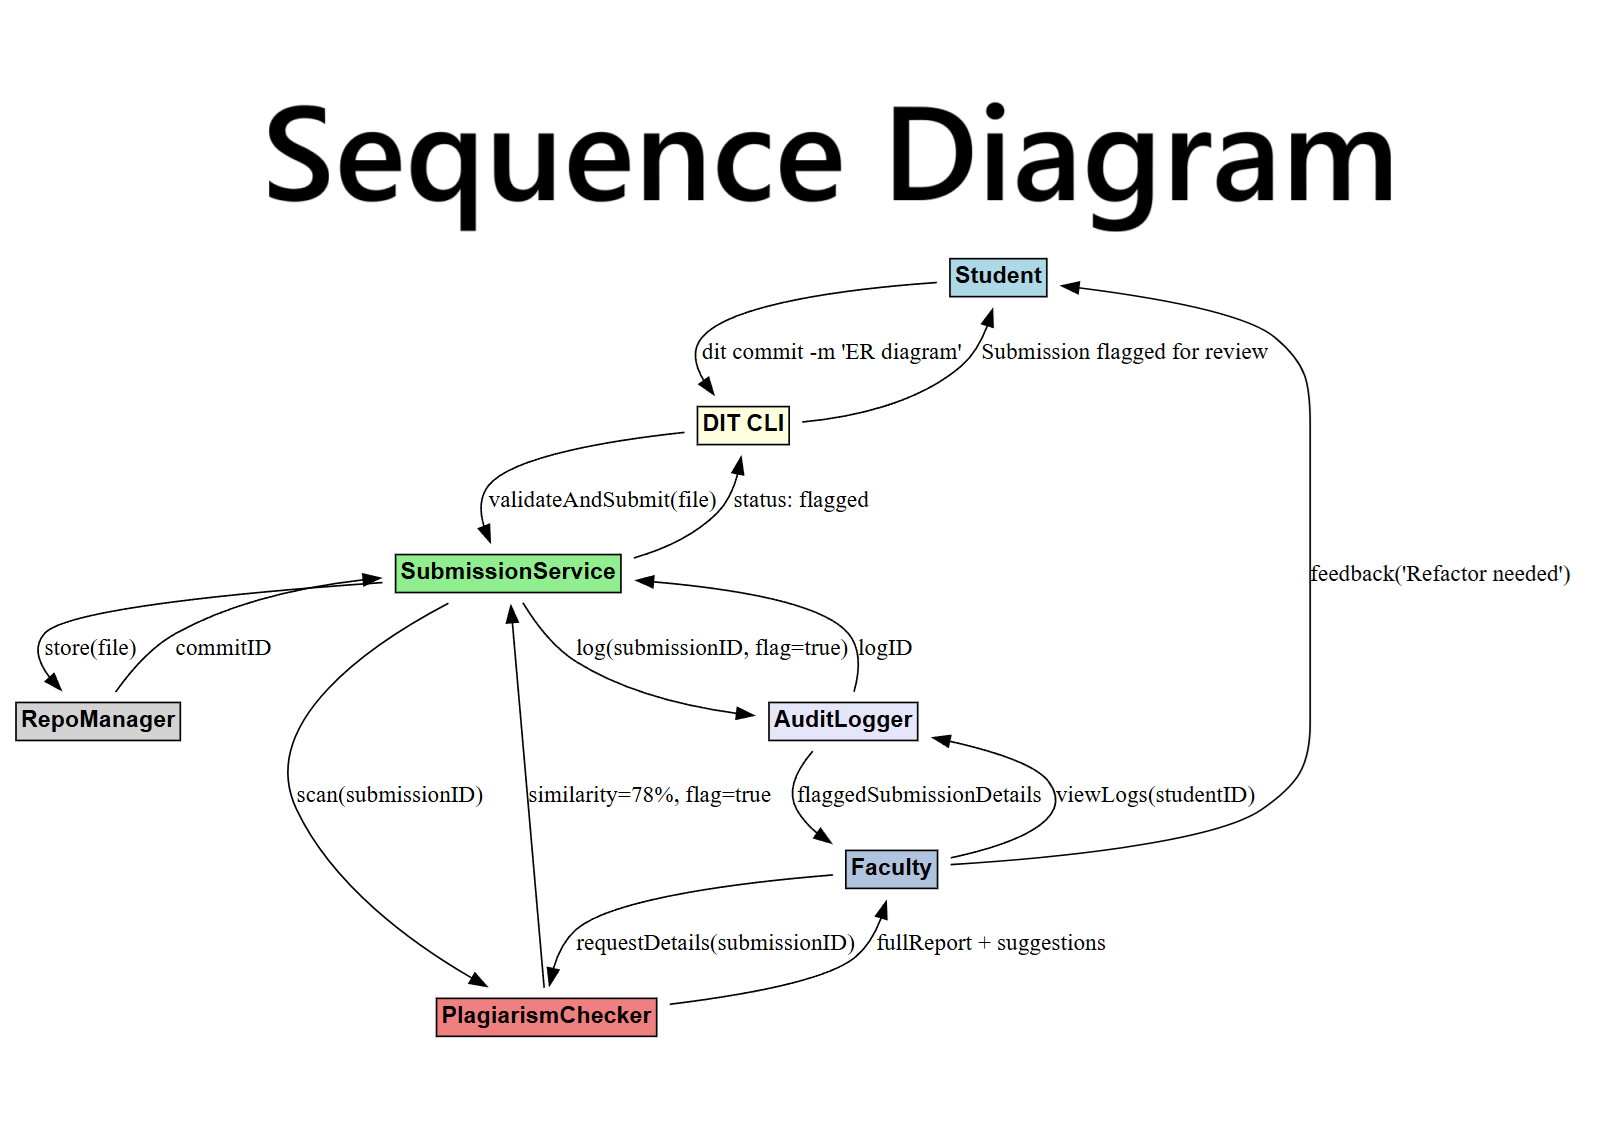 Sequence Diagram
Student
dit commit -m 'ER diagram'
Submission flagged for review
DIT CLI
validateAndSubmit(file)
status: flagged
SubmissionService
feedback('Refactor needed')
store(file)
commitID
log(submissionID, flag=true)
logID
RepoManager
AuditLogger
scan(submissionID)
similarity=78%, flag=true
flaggedSubmissionDetails
viewLogs(studentID)
Faculty
requestDetails(submissionID)
fullReport + suggestions
PlagiarismChecker